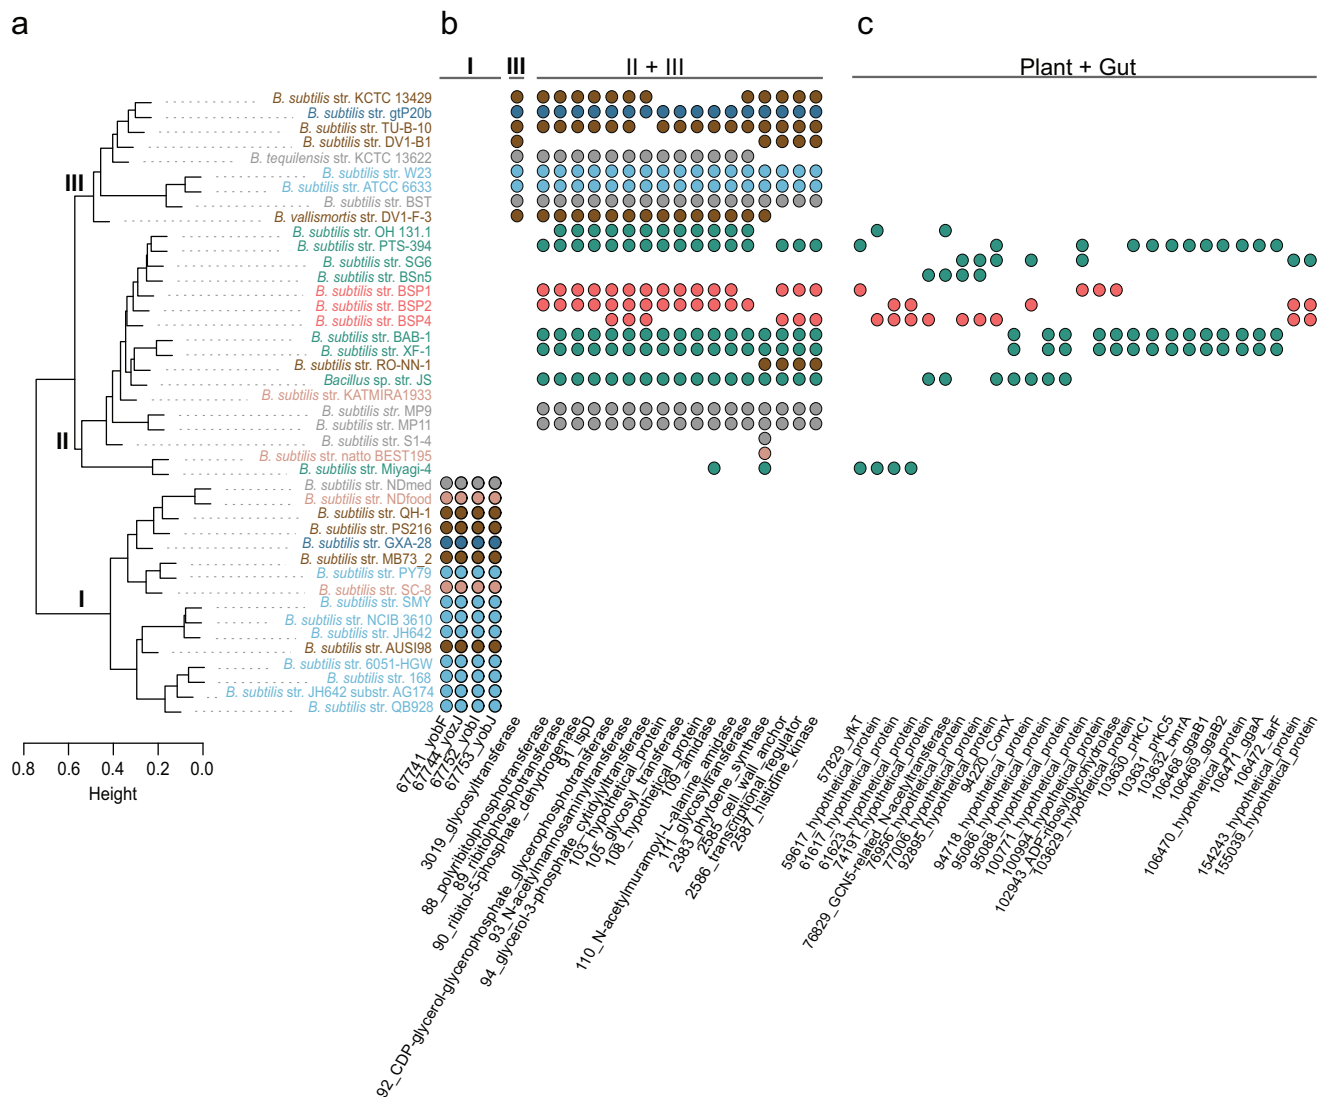 a
b
c
I
III
II + III
Plant + Gut
B. subtilis str. KCTC 13429
B. subtilis str. gtP20b
B. subtilis str. TU-B-10
B. subtilis str. DV1-B1
B. tequilensis str. KCTC 13622
B. subtilis str. W23
III
B. subtilis str. ATCC 6633
B. subtilis str. BST
B. vallismortis str. DV1-F-3
B. subtilis str. OH 131.1
B. subtilis str. PTS-394
B. subtilis str. SG6
B. subtilis str. BSn5
B. subtilis str. BSP1
B. subtilis str. BSP2
B. subtilis str. BSP4
B. subtilis str. BAB-1
B. subtilis str. XF-1
B. subtilis str. RO-NN-1
Bacillus sp. str. JS
B. subtilis str. KATMIRA1933
B. subtilis str. MP9
B. subtilis str. MP11
II
B. subtilis str. S1-4
B. subtilis str. natto BEST195
B. subtilis str. Miyagi-4
B. subtilis str. NDmed
B. subtilis str. NDfood
B. subtilis str. QH-1
B. subtilis str. PS216
B. subtilis str. GXA-28
B. subtilis str. MB73_2
B. subtilis str. PY79
B. subtilis str. SC-8
I
B. subtilis str. SMY
B. subtilis str. NCIB 3610
B. subtilis str. JH642
B. subtilis str. AUSI98
B. subtilis str. 6051-HGW
B. subtilis str. 168
B. subtilis str. JH642 substr. AG174
B. subtilis str. QB928
0.8 0.6 0.4 0.2 0.0
Height
67741_yobF
67744_yozJ
67752_yobI
67753_yobJ
3019_glycosyltransferase
88_polyribitolphosphotransferase
89_ribitolphosphotransferase
90_ribitol-5-phosphate_dehydrogenase
91_ispD
92_CDP-glycerol-glycerophosphate_glycerophosphotransferase
93_N-acetylmannosaminyltransferase
94_glycerol-3-phosphate_cytidylyltransferase
103_hypothetical_protein
105_glycosyl_transferase
108_hypothetical_protein
109_amidase
110_N-acetylmuramoyl-L-alanine_amidase
111_glycosyltransferase
2383_phytoene_synthase
2585_cell_wall_anchor
2586_transcriptional_regulator
2587_histidine_kinase
57829_yfkT
59617_hypothetical_protein
61617_hypothetical_protein
61623_hypothetical_protein
74191_hypothetical_protein
76829_GCN5-related_N-acetyltransferase
76956_hypothetical_protein
77006_hypothetical_protein
92895_hypothetical_protein
94220_ComX
94718_hypothetical_protein
95086_hypothetical_protein
95088_hypothetical_protein
100771_hypothetical_protein
100994_hypothetical_protein
102943_ADP-ribosylglycohydrolase
103629_hypothetical_protein
103630_prKC1
103631_prKC5
103632_bmrA
106468_ggaB1
106469_ggaB2
106470_hypothetical_protein
106471_ggaA
106472_tarF
154243_hypothetical_protein
155039_hypothetical_protein